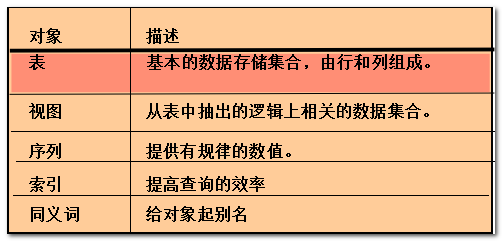 对象 描述
表 基本的数据存储集合，由行和列组成。
视图 从表中抽出的逻辑上相关的数据集合。
序列 提供有规律的数值。
索引 提高查询的效率
同义词 给对象起别名